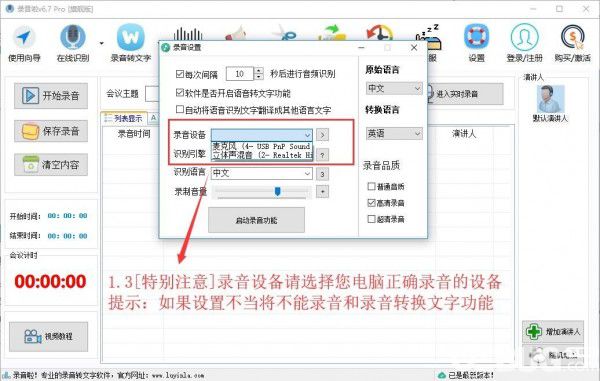 录音啦v6.7 Pro [旗舰版]
使用向导
在线识别
录音转文字
服
设置
登录/注册
购买/激活
录音设置
每次间隔 10 秒后进行音频识别
软件是否开启语音转文字功能
自动将语音识别文字翻译成其他语言文字
录音设备
>
麦克风 (4- USB PnP Sound
立体声混音 (2- Realtek Hi
识别引擎
?
识别语言 中文
3
录制音量
+
启动录音功能
原始语言
中文
转换语言
英语
录音品质
普通音质
高清录音
超清录音
开始录音
保存录音
清空内容
会议主题
进入实时录音
列表显示
录音时间
演讲人
演讲人
默认演讲人
开始时间: 00: 00: 00
结束时间: 00: 00: 00
会议计时
00:00:00
视频教程
1.3[特别注意]录音设备请选择您电脑正确录音的设备
提示: 如果设置不当将不能录音和录音转换文字功能
增加演讲人
录音啦! 专业的录音转文字软件, 官方网址: www.luyinla.com
已是最新版本!